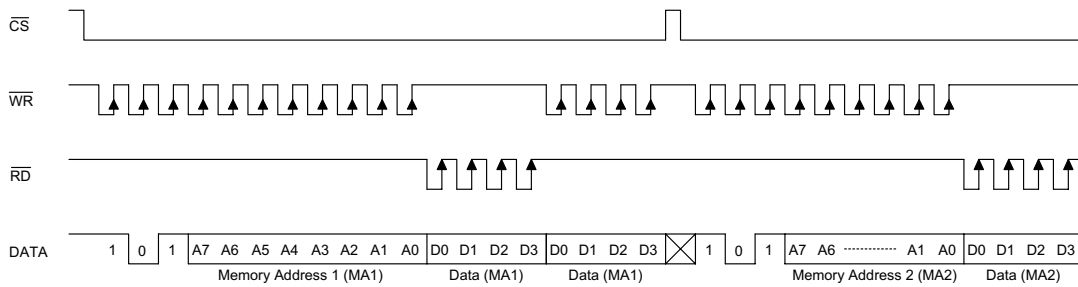 CS
WR
RD
DATA 1 0 1 A7 A6 A5 A4 A3 A2 A1 A0 D0 D1 D2 D3 D0 D1 D2 D3 1 0 1 A7 A6 A1 A0 D0 D1 D2 D3
Memory Address 1 (MA1) Data (MA1) Data (MA1) Memory Address 2 (MA2) Data (MA2)